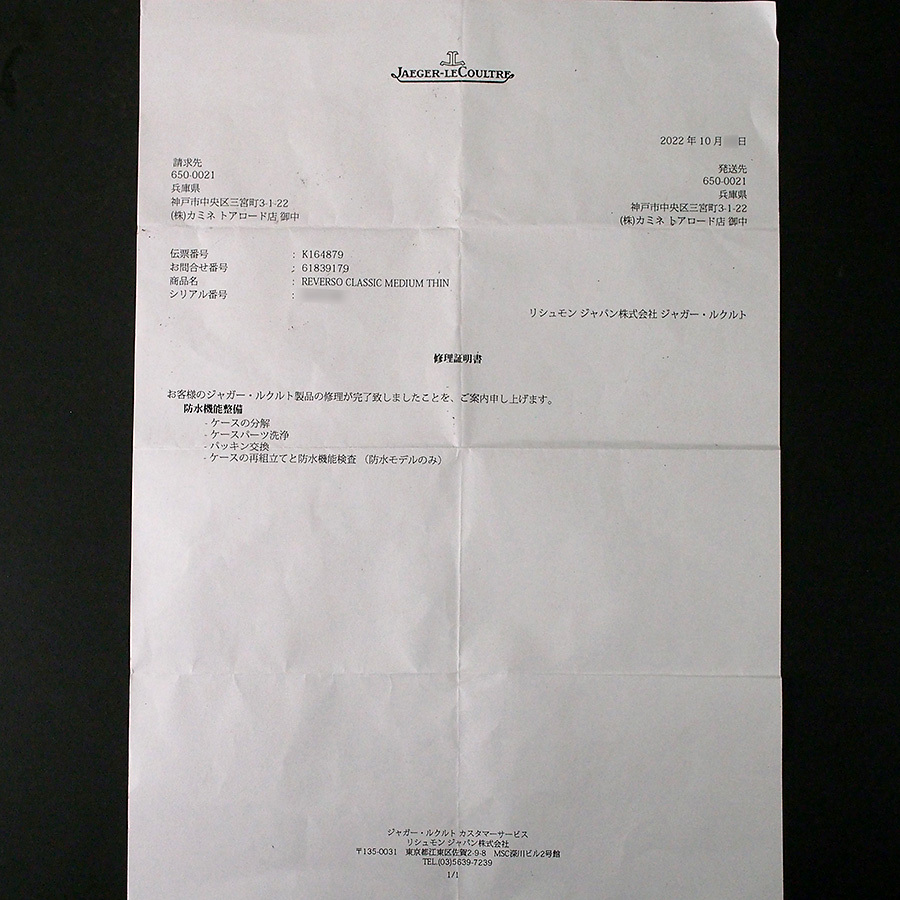 JAEGER-LECOULTRE
2022 年 10 月 日
請求先
650-0021
兵庫県
神戸市中央区三宮町3-1-22
(株)カミネ トアロード店 御中
発送先
650-0021
兵庫県
神戸市中央区三宮町3-1-22
(株)カミネ トアロード店 御中
伝票番号 : K164879
お問合せ番号 : 61839179
商品名 : REVERSO CLASSIC MEDIUM THIN
シリアル番号 :
リシュモン ジャパン株式会社 ジャガー・ルクルト
修理証明書
お客様のジャガー・ルクルト製品の修理が完了致しましたことを、ご案内申し上げます。
防水機能整備
- ケースの分解
- ケースパーツ洗浄
- パッキン交換
- ケースの再組立てと防水機能検査 （防水モデルのみ）
ジャガー・ルクルト カスタマーサービス
リシュモン ジャパン株式会社
〒135-0031 東京都江東区佐賀2-9-8 MSC深川ビル2号館
TEL.(03)5639-7239
1/1